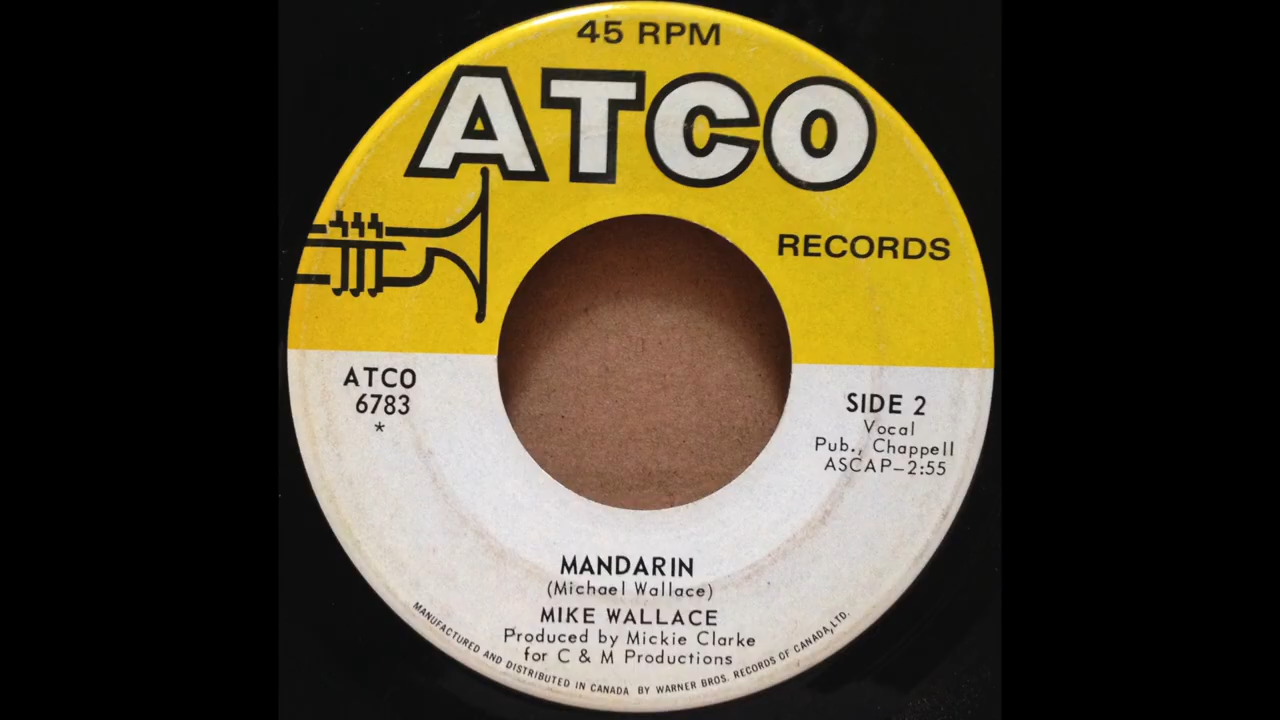 45 RPM
ATCO
RECORDS
ATCO
6783
*
SIDE 2
Vocal
Pub., Chappell
ASCAP–2:55
MANDARIN
(Michael Wallace)
MIKE WALLACE
Produced by Mickie Clarke
for C & M Productions
MANUFACTURED AND DISTRIBUTED IN CANADA BY WARNER BROS. RECORDS OF CANADA, LTD.